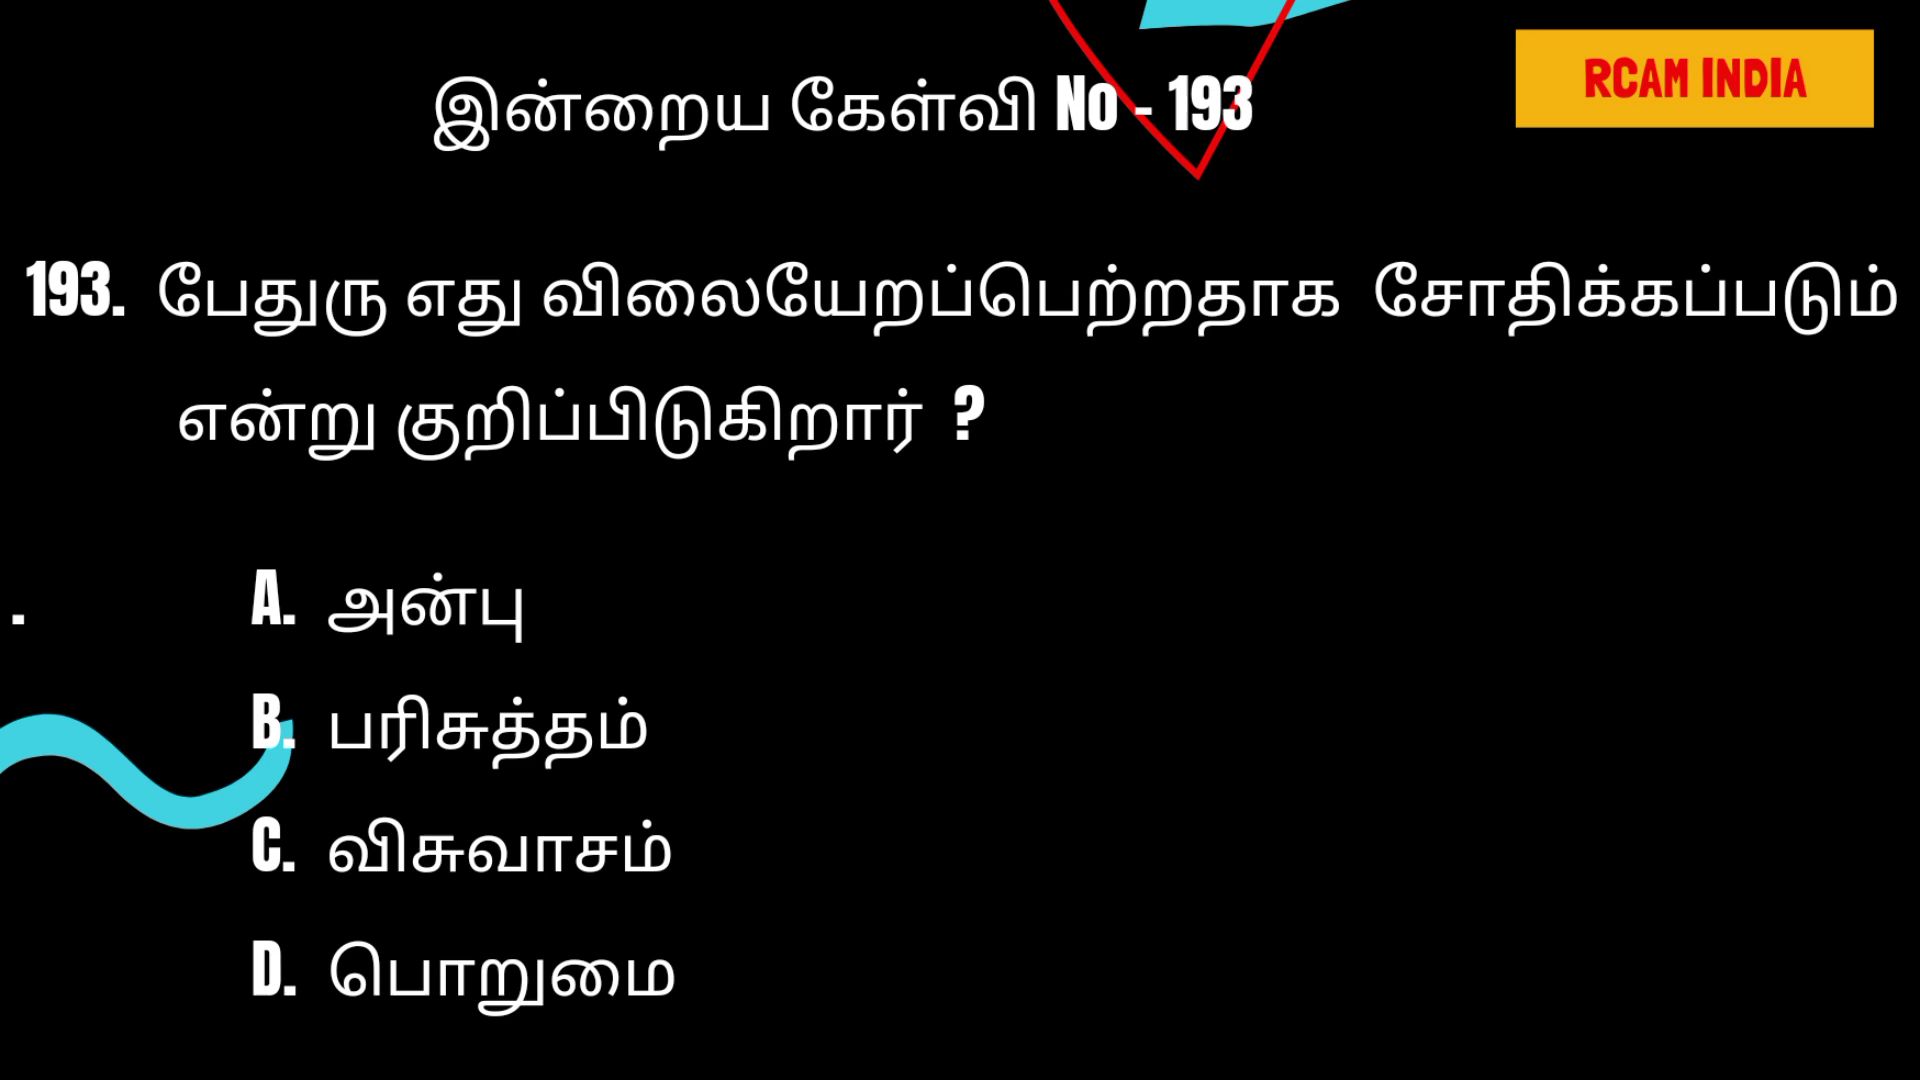 இன்றைய கேள்வி No - 193
RCAM INDIA
193. பேதுரு எது விலையேறப்பெற்றதாக சோதிக்கப்படும்
என்று குறிப்பிடுகிறார் ?
. A. அன்பு
B. பரிசுத்தம்
C. விசுவாசம்
D. பொறுமை